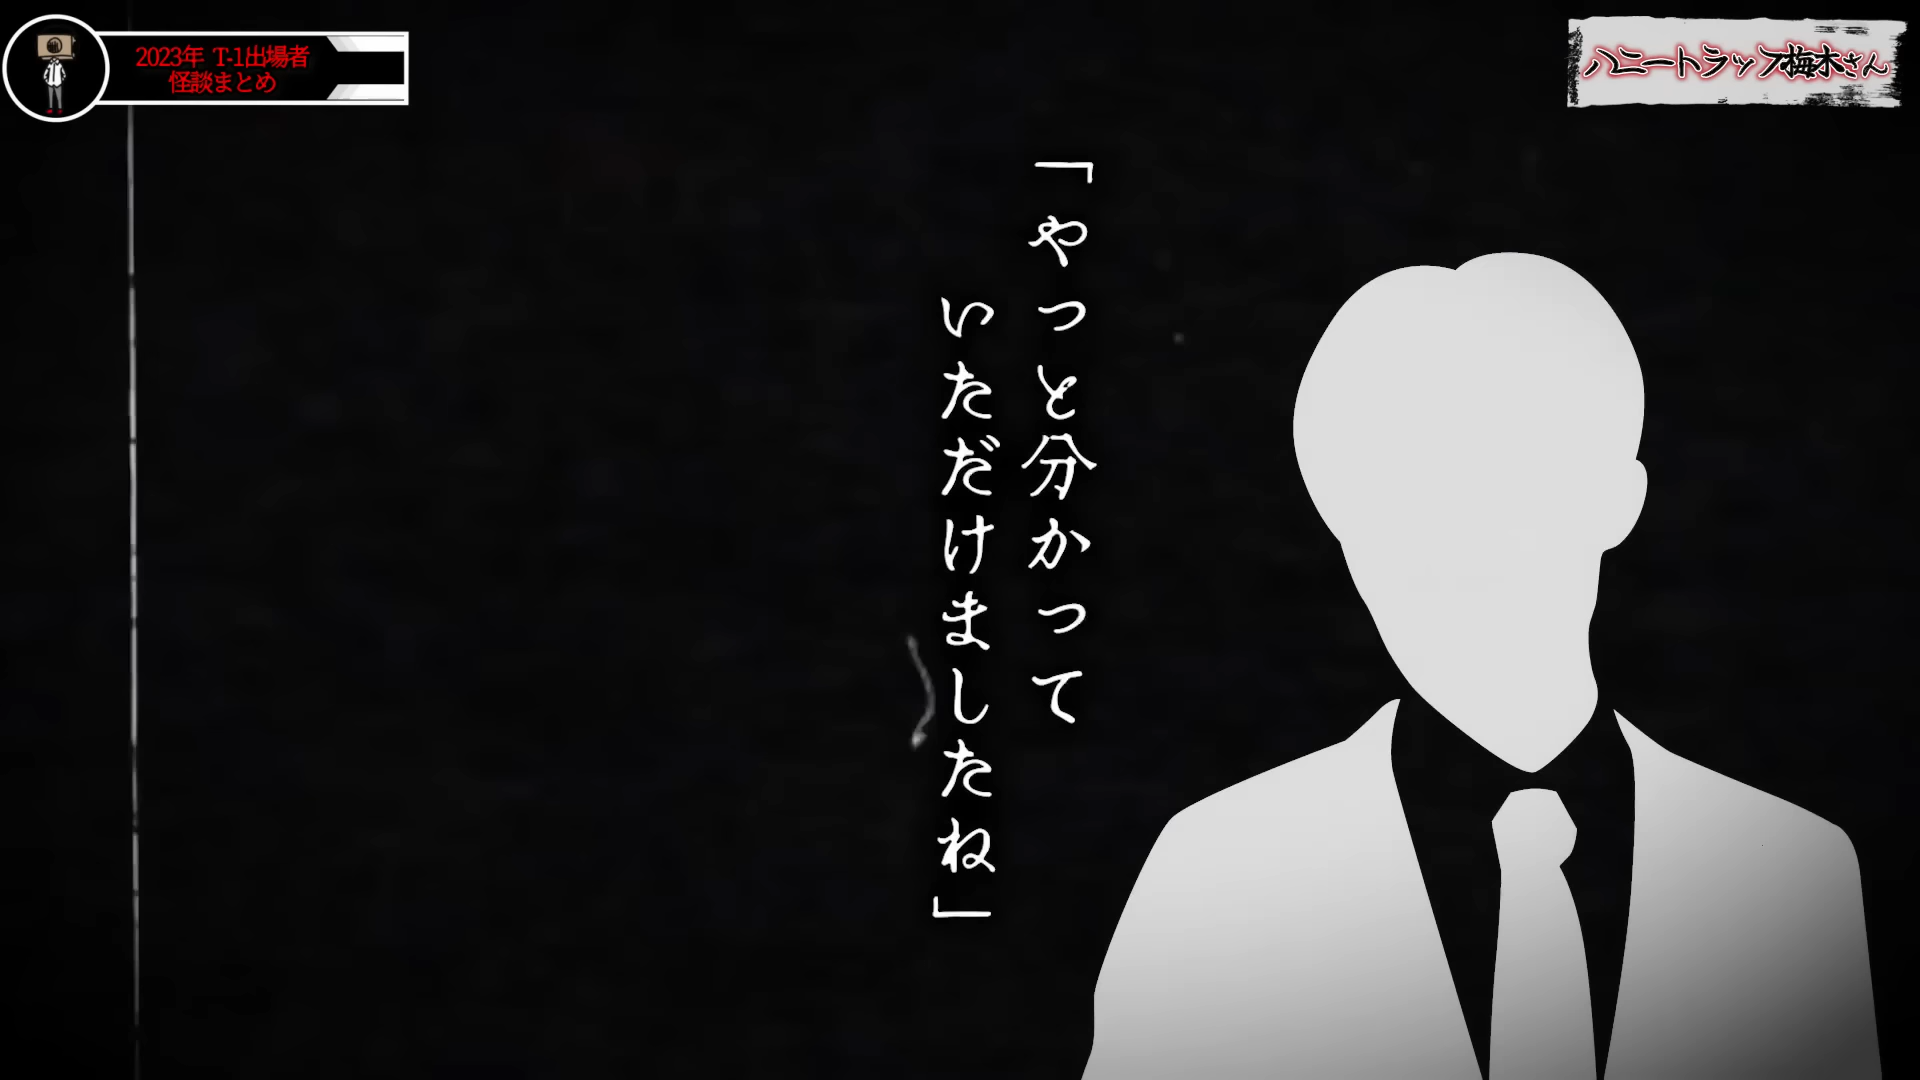 2023年 T-1出場者
怪談まとめ
ハニートラップ梅木さん
「やっと分かって
いただけましたね」